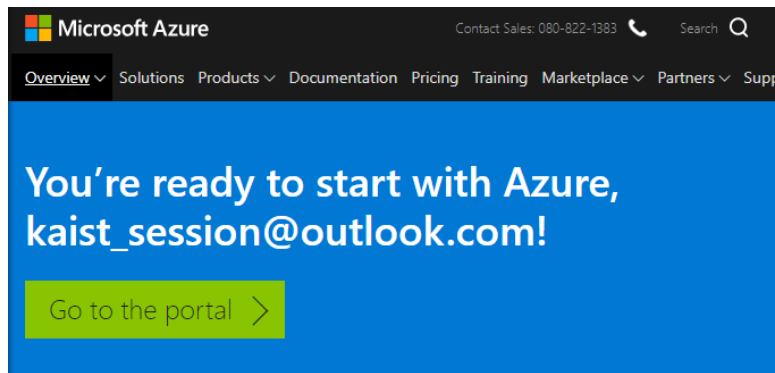 Microsoft Azure Contact Sales: 080-822-1383 Search
Overview Solutions Products Documentation Pricing Training Marketplace Partners
You're ready to start with Azure,
kaist_session@outlook.com!
Go to the portal